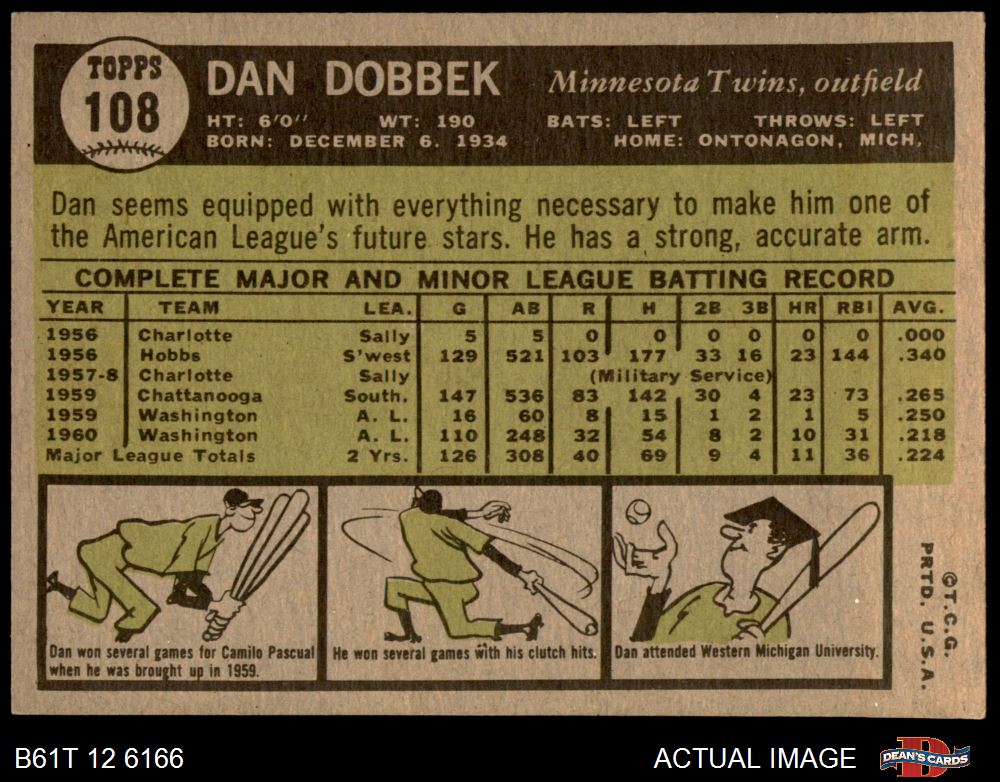 TOPPS
108
DAN DOBBEK Minnesota Twins, outfield
HT: 6'0" WT: 190 BATS: LEFT THROWS: LEFT
BORN: DECEMBER 6, 1934 HOME: ONTONAGON, MICH.
Dan seems equipped with everything necessary to make him one of
the American League's future stars. He has a strong, accurate arm.
COMPLETE MAJOR AND MINOR LEAGUE BATTING RECORD
YEAR TEAM LEA. G AB R H 2B 3B HR RBI AVG.
1956 Charlotte Sally 5 5 0 0 0 0 0 0 .000
1956 Hobbs S'west 129 521 103 177 33 16 23 144 .340
1957-8 Charlotte Sally (Military Service)
1959 Chattanooga South. 147 536 83 142 30 4 23 73 .265
1959 Washington A. L. 16 60 8 15 1 2 1 5 .250
1960 Washington A. L. 110 248 32 54 8 2 10 31 .218
Major League Totals 2 Yrs. 126 308 40 69 9 4 11 36 .224
Dan won several games for Camilo Pascual
when he was brought up in 1959.
He won several games with his clutch hits.
Dan attended Western Michigan University.
©T.C.G.
PRTD. U.S.A.
B61T 12 6166 ACTUAL IMAGE DEAN'S CARDS